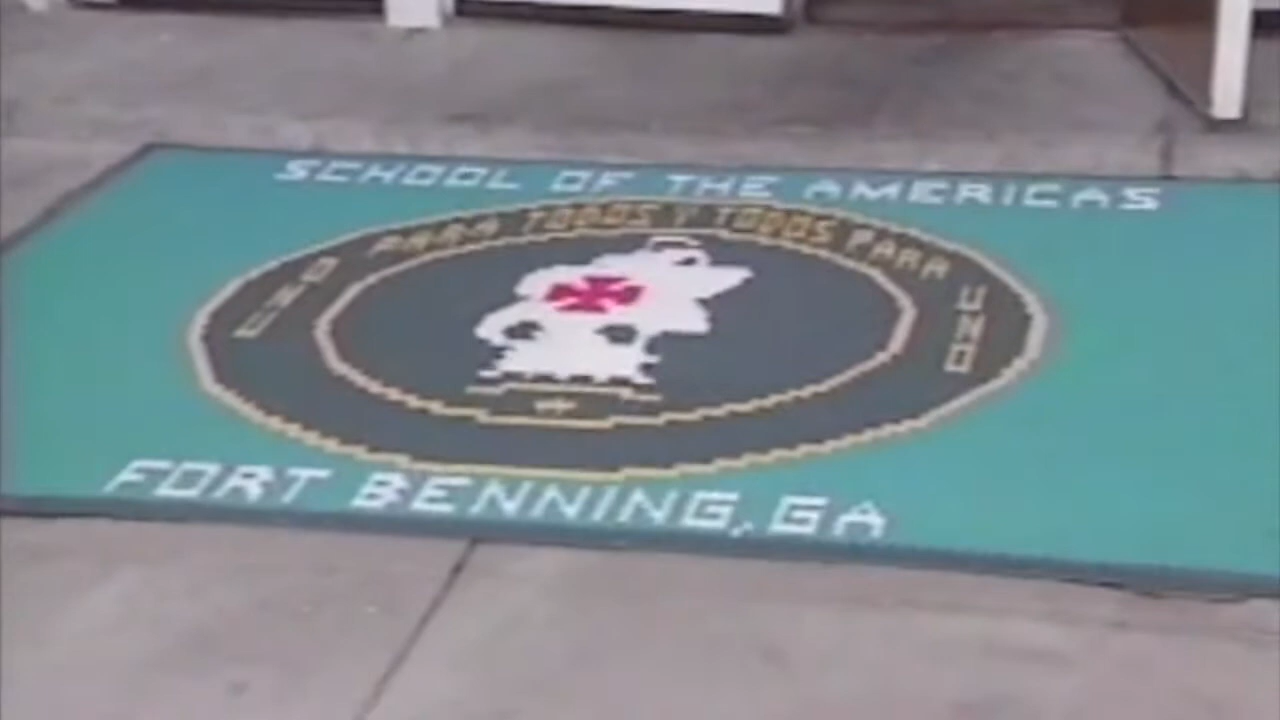 SCHOOL OF THE AMERICAS
UNO PARA TODOS Y TODOS PARA UNO
FORT BENNING, GA